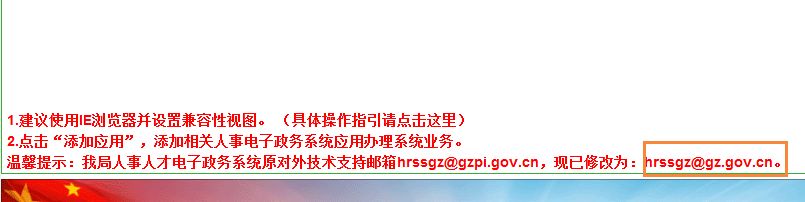 1.建议使用IE浏览器并设置兼容性视图。（具体操作指引请点击这里）
2.点击“添加应用”，添加相关人事电子政务系统应用办理系统业务。
温馨提示：我局人事人才电子政务系统原对外技术支持邮箱hrssgz@gzpi.gov.cn，现已修改为：hrssgz@gz.gov.cn。